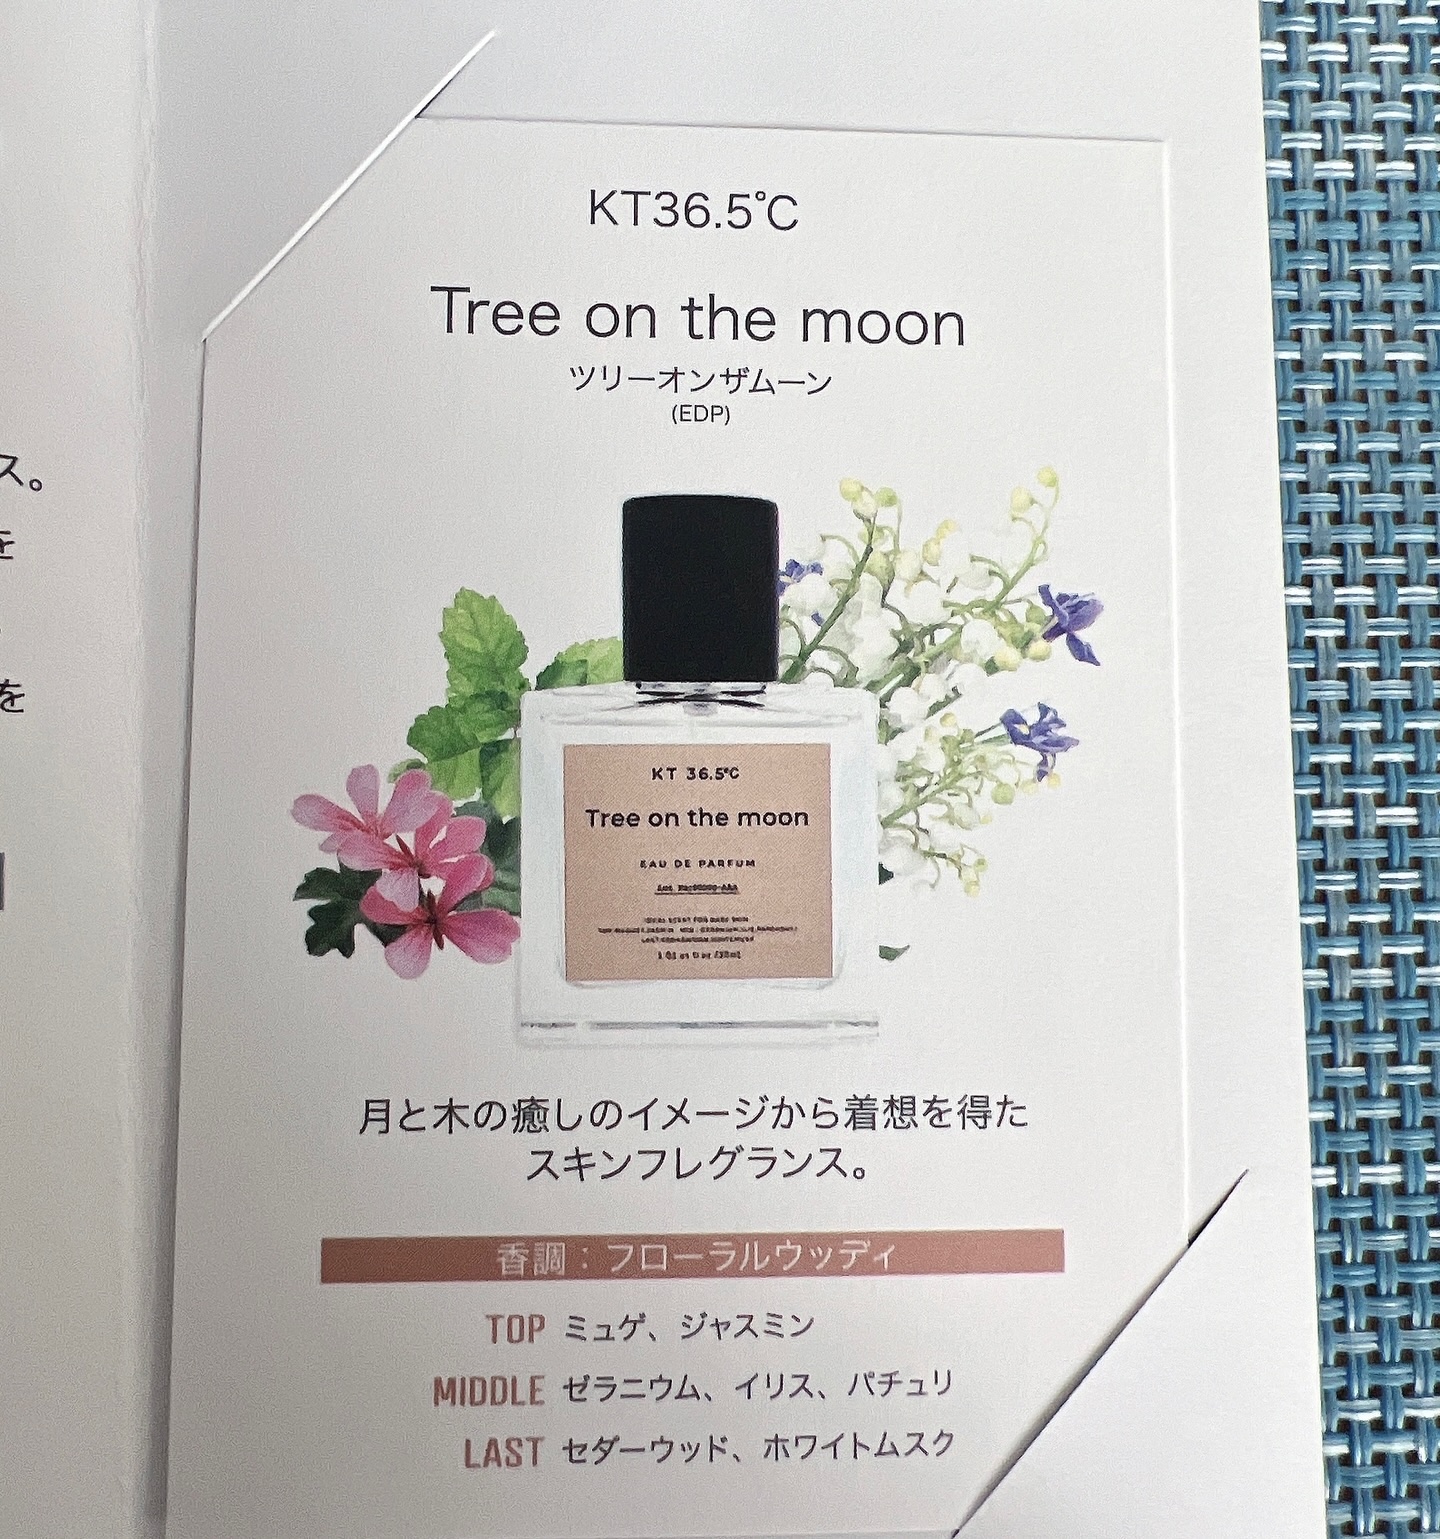 ス。
を
を
KT36.5℃
Tree on the moon
ツリーオンザムーン
(EDP)
KT 36.5℃
Tree on the moon
EAU DE PARFUM
月と木の癒しのイメージから着想を得た
スキンフレグランス。
香調：フローラルウッディ
TOP ミュゲ、ジャスミン
MIDDLE ゼラニウム、イリス、パチュリ
LAST セダーウッド、ホワイトムスク